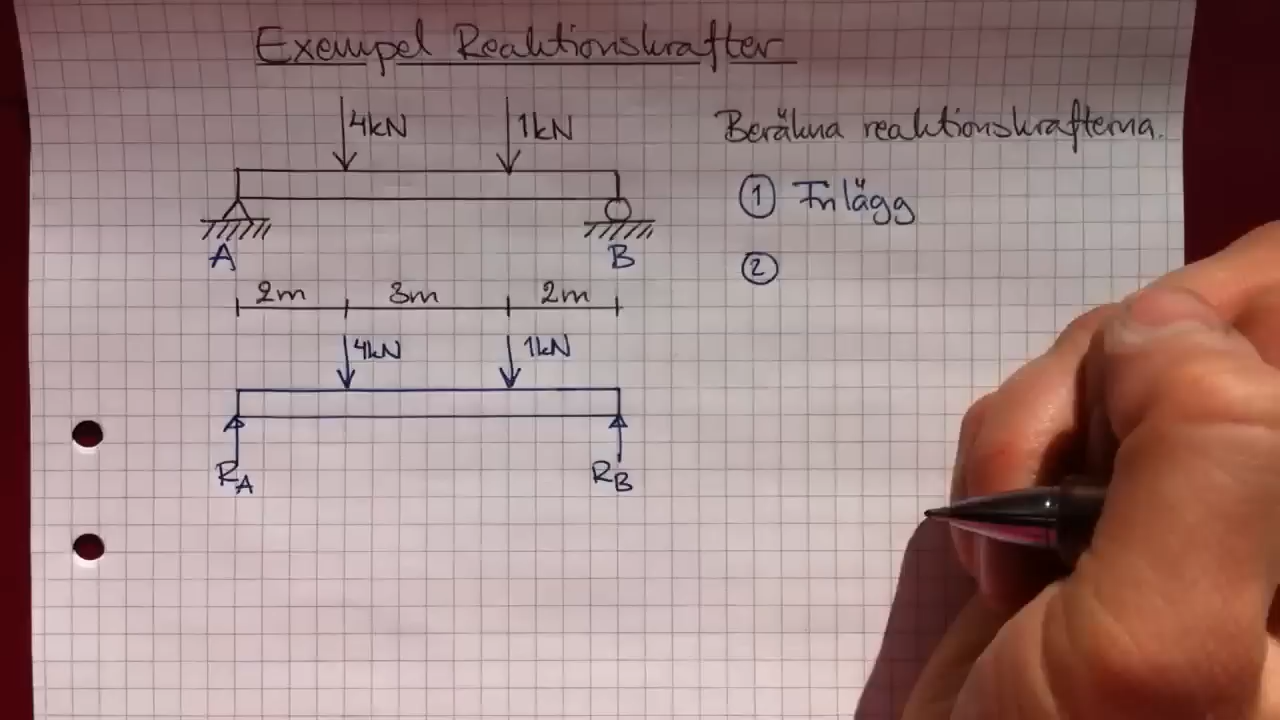 Exempel Reaktionskrafter
4kN 1kN
Beräkna reaktionskrafterna.
① Frilägg
A B
②
2m 3m 2m
4kN 1kN
RA RB